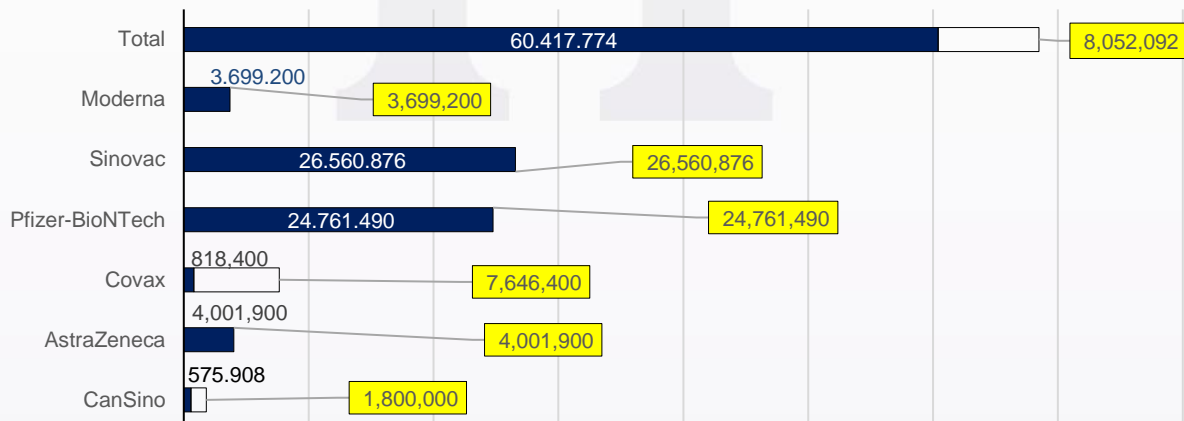 Total 60.417.774 8,052,092
Moderna 3.699.200 3,699,200
Sinovac 26.560.876 26,560,876
Pfizer-BioNTech 24.761.490 24,761,490
Covax 818,400 7,646,400
AstraZeneca 4,001,900 4,001,900
CanSino 575.908 1,800,000